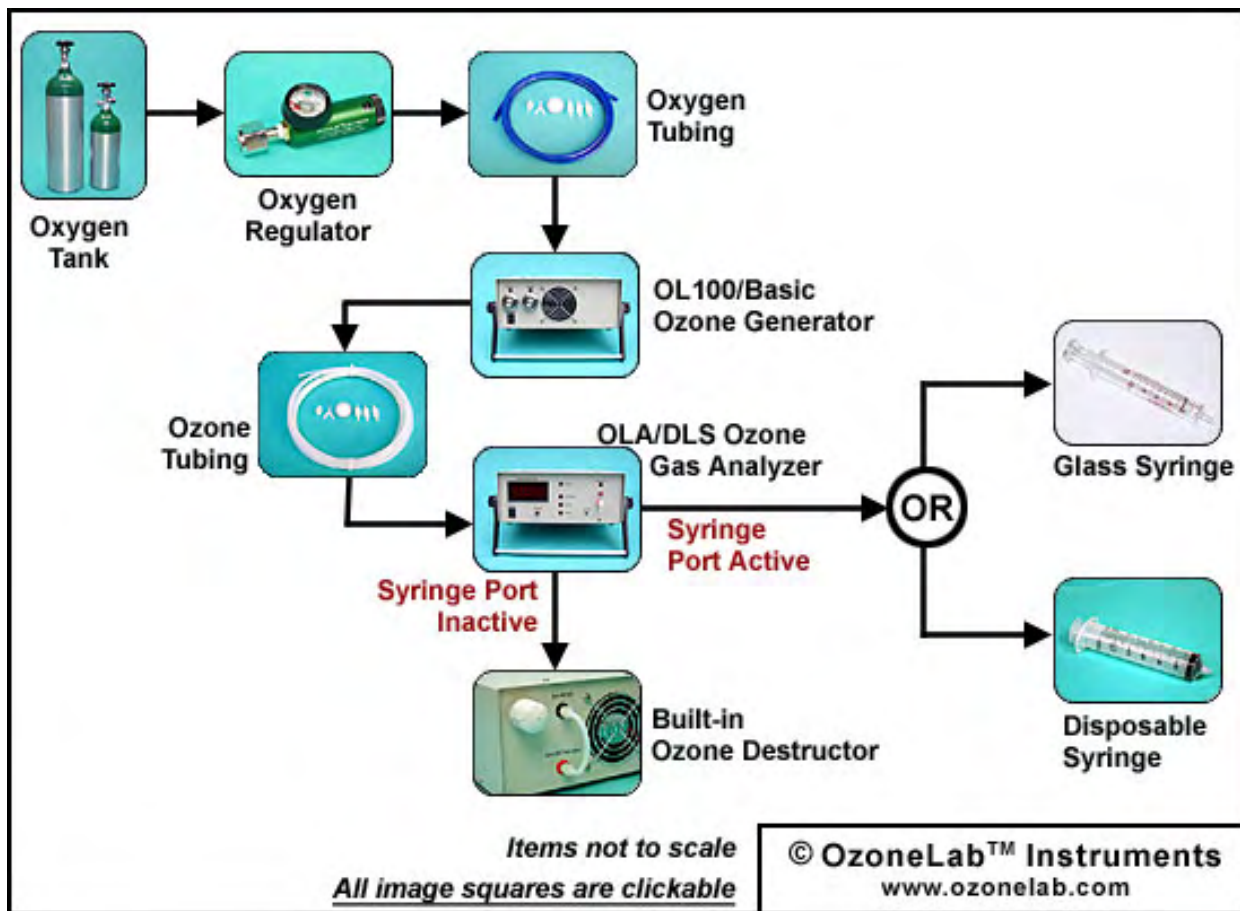 Oxygen
Tank
Oxygen
Regulator
Oxygen
Tubing
OL100/Basic
Ozone Generator
Ozone
Tubing
OLA/DLS Ozone
Gas Analyzer
Syringe
Port Active
Syringe Port
Inactive
OR
Glass Syringe
Disposable
Syringe
Built-in
Ozone Destructor
Items not to scale
All image squares are clickable
© OzoneLab™ Instruments
www.ozonelab.com